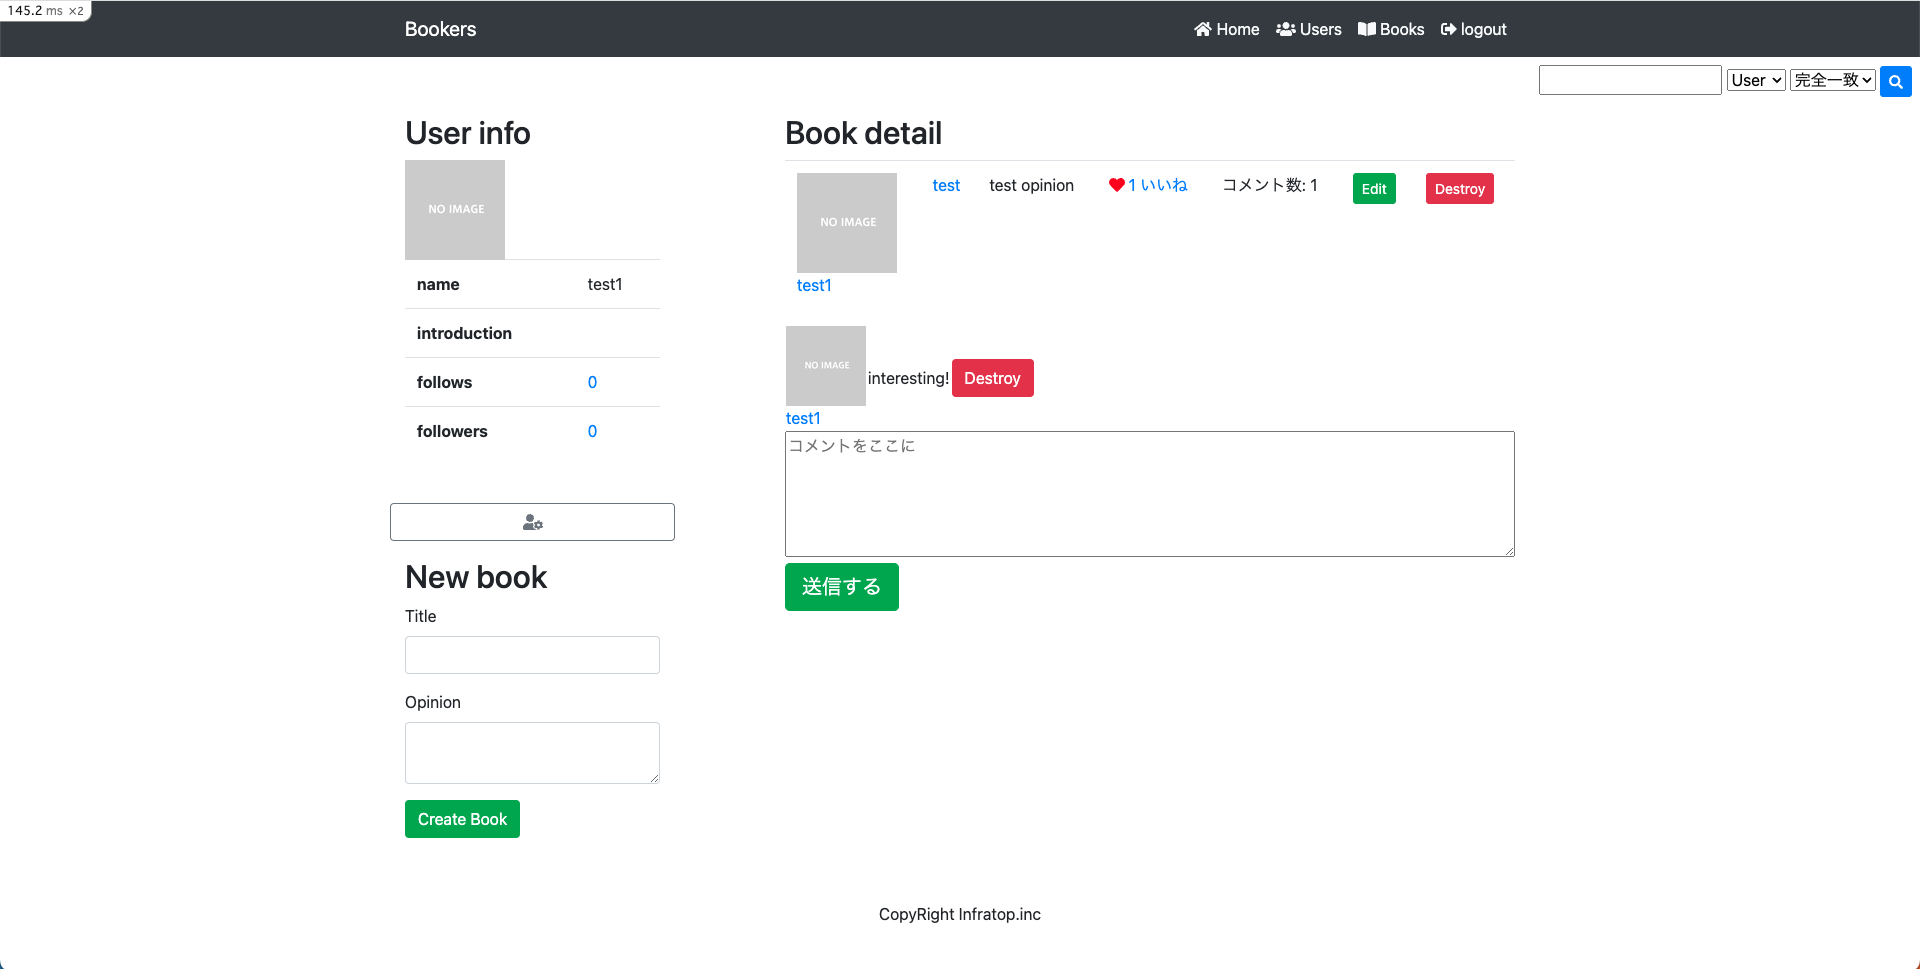 145.2 ms ×2
Bookers
Home Users Books logout
User 完全一致
User info
NO IMAGE
name test1
introduction
follows 0
followers 0
New book
Title
Opinion
Create Book
Book detail
NO IMAGE
test1
test test opinion 1 いいね コメント数: 1 Edit Destroy
NO IMAGE
test1
interesting! Destroy
コメントをここに
送信する
CopyRight Infratop.inc